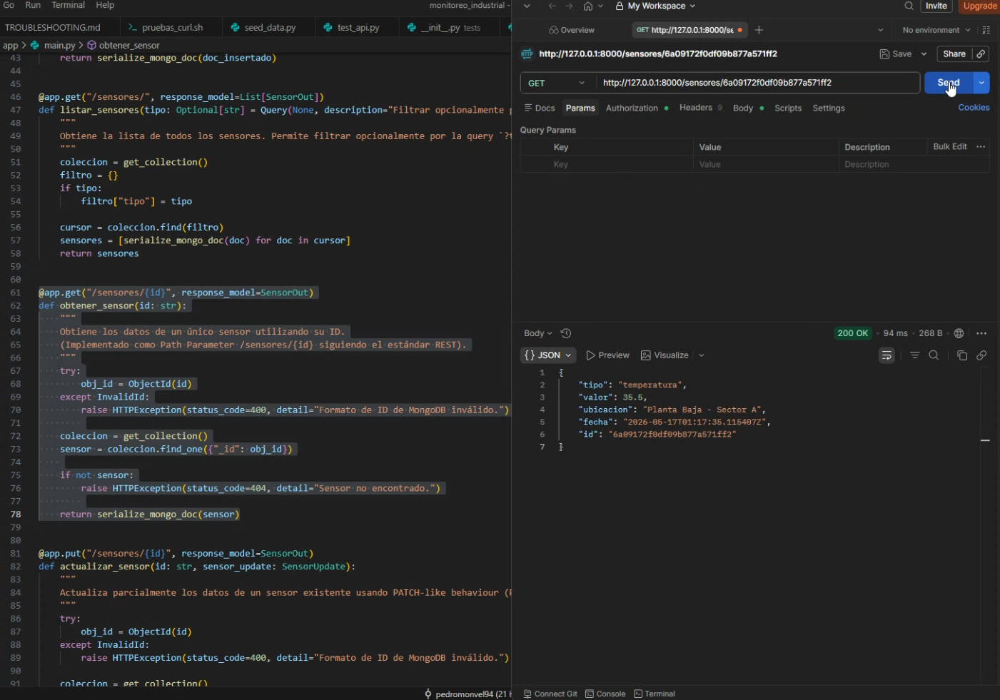 Go Run Terminal Help
monitoreo_industrial -
TROUBLESHOOTING.md
pruebas_curl.sh
seed_data.py
test_api.py
__init__.py tests
app > main.py > obtener_sensor
43 return serialize_mongo_doc(doc_insertado)
44
45
46 @app.get("/sensores/", response_model=List[SensorOut])
47 def listar_sensores(tipo: Optional[str] = Query(None, description="Filtrar opcionalmente
48 """
49 Obtiene la lista de todos los sensores. Permite filtrar opcionalmente por la query `?
50 """
51 coleccion = get_collection()
52 filtro = {}
53 if tipo:
54 filtro["tipo"] = tipo
55
56 cursor = coleccion.find(filtro)
57 sensores = [serialize_mongo_doc(doc) for doc in cursor]
58 return sensores
59
60
61 @app.get("/sensores/{id}", response_model=SensorOut)
62 def obtener_sensor(id: str):
63 """
64 Obtiene los datos de un único sensor utilizando su ID.
65 (Implementado como Path Parameter /sensores/{id} siguiendo el estándar REST).
66 """
67 try:
68 obj_id = ObjectId(id)
69 except InvalidId:
70 raise HTTPException(status_code=400, detail="Formato de ID de MongoDB inválido.")
71
72 coleccion = get_collection()
73 sensor = coleccion.find_one({"_id": obj_id})
74
75 if not sensor:
76 raise HTTPException(status_code=404, detail="Sensor no encontrado.")
77
78 return serialize_mongo_doc(sensor)
79
80
81 @app.put("/sensores/{id}", response_model=SensorOut)
82 def actualizar_sensor(id: str, sensor_update: SensorUpdate):
83 """
84 Actualiza parcialmente los datos de un sensor existente usando PATCH-like behaviour (
85 """
86 try:
87 obj_id = ObjectId(id)
88 except InvalidId:
89 raise HTTPException(status_code=400, detail="Formato de ID de MongoDB inválido.")
90
91 coleccion = get_collection()
pedromonvel94 (21
My Workspace
Invite
Upgrade
Overview
GET http://127.0.0.1:8000/se
No environment
HTTP http://127.0.0.1:8000/sensores/6a09172f0df09b877a571ff2
Save
Share
GET
http://127.0.0.1:8000/sensores/6a09172f0df09b877a571ff2
Send
Docs Params Authorization Headers 9 Body Scripts Settings
Cookies
Query Params
Key Value Description Bulk Edit
Key Value Description
Body
200 OK 94 ms 268 B
{} JSON Preview Visualize
1 {
2 "tipo": "temperatura",
3 "valor": 35.5,
4 "ubicacion": "Planta Baja - Sector A",
5 "fecha": "2026-05-17T01:17:35.115407Z",
6 "id": "6a09172f0df09b877a571ff2"
7 }
Connect Git Console Terminal